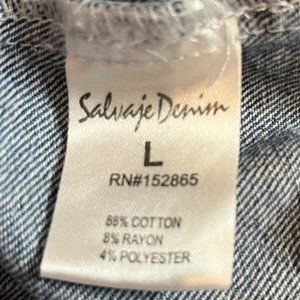 Salvaje Denim
L
RN#152865
88% COTTON
8% RAYON
4% POLYESTER